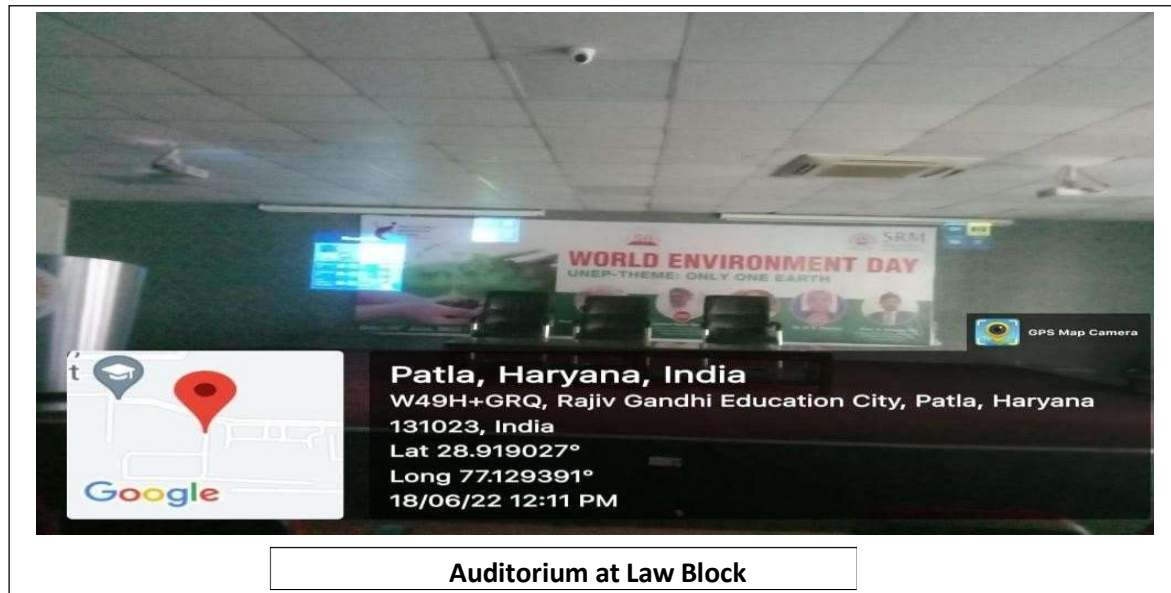 SRM
WORLD ENVIRONMENT DAY
UNEP-THEME: ONLY ONE EARTH
GPS Map Camera
t
Google
Patla, Haryana, India
W49H+GRQ, Rajiv Gandhi Education City, Patla, Haryana
131023, India
Lat 28.919027°
Long 77.129391°
18/06/22 12:11 PM
Auditorium at Law Block